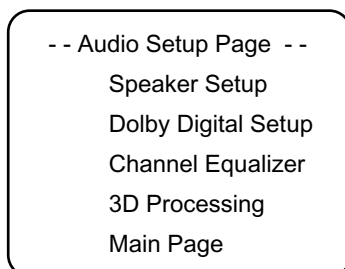 - - Audio Setup Page - -
Speaker Setup
Dolby Digital Setup
Channel Equalizer
3D Processing
Main Page